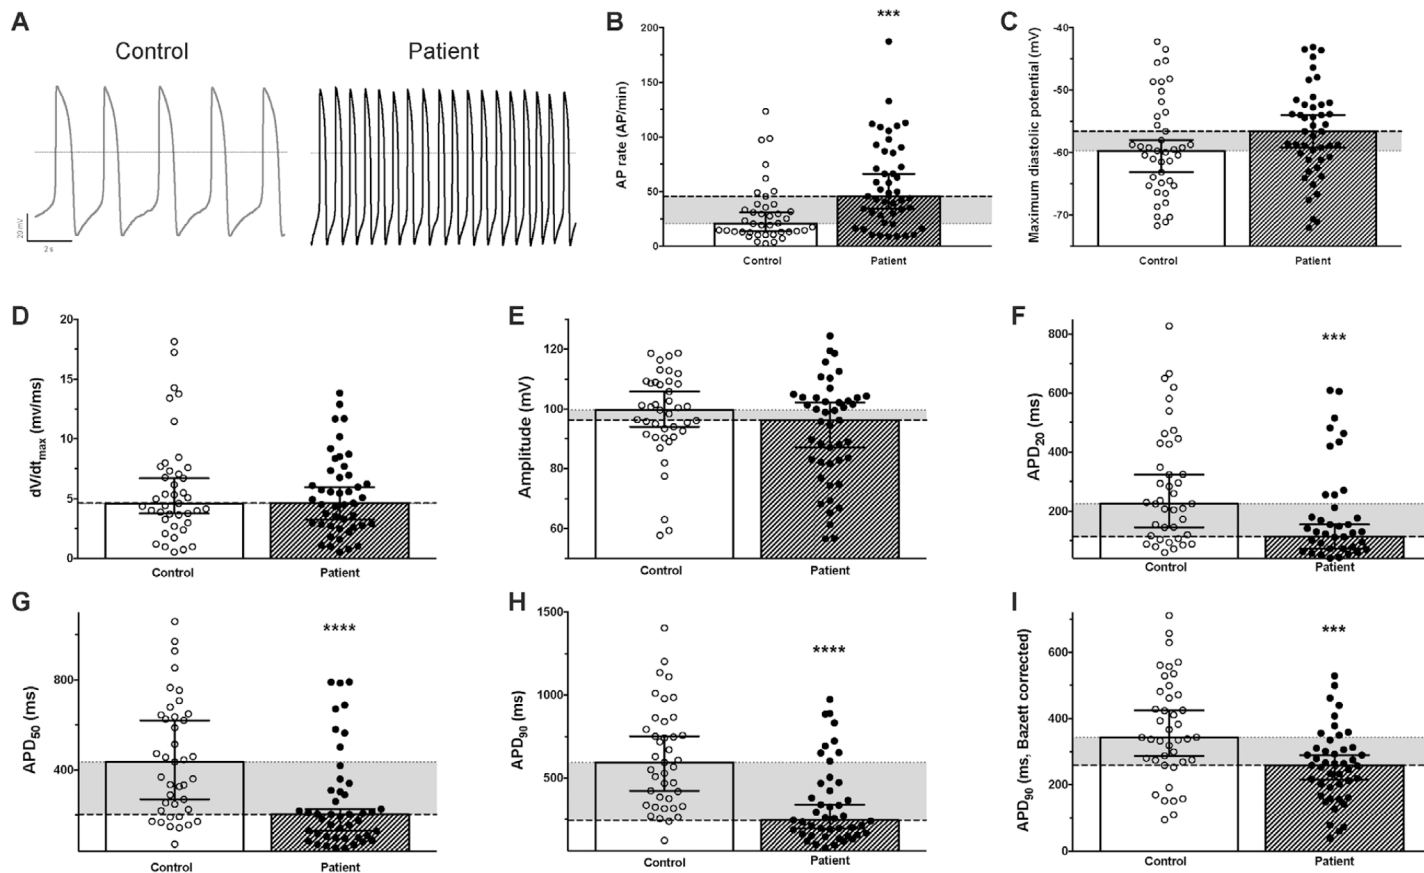 A
Control
Patient
20 mV
2 s
B
***
AP rate (AP/min)
200
150
100
50
0
Control
Patient
C
Maximum diastolic potential (mV)
-40
-50
-60
-70
Control
Patient
D
dV/dtmax (mv/ms)
20
15
10
5
0
Control
Patient
E
Amplitude (mV)
120
100
80
60
Control
Patient
F
***
APD20 (ms)
800
600
400
200
Control
Patient
G
****
APD50 (ms)
800
400
Control
Patient
H
****
APD90 (ms)
1500
1000
500
Control
Patient
I
***
APD90 (ms, Bazett corrected)
600
400
200
0
Control
Patient